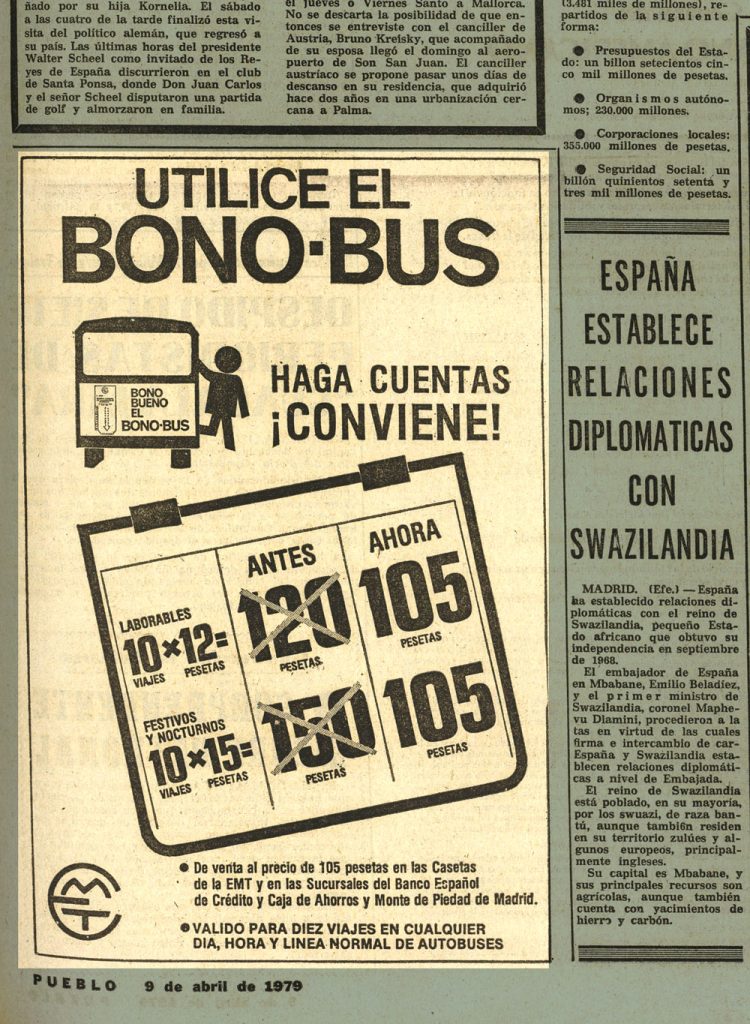 ñado por su hija Kornelia. El sábado
a las cuatro de la tarde finalizó esta vi-
sita del político alemán, que regresó a
su país. Las últimas horas del presidente
Walter Scheel como invitado de los Re-
yes de España discurrieron en el club
de Santa Ponsa, donde Don Juan Carlos
y el señor Scheel disputaron una partida
de golf y almorzaron en familia.
el jueves o Viernes Santo a Mallorca.
No se descarta la posibilidad de que en-
tonces se entreviste con el canciller de
Austria, Bruno Kreisky, que acompañado
de su esposa llegó el domingo al aero-
puerto de Son San Juan. El canciller
austríaco se propone pasar unos días de
descanso en su residencia, que adquirió
hace dos años en una urbanización cer-
cana a Palma.
(3.481 miles de millones), re-
partidos de la siguiente
forma:
● Presupuestos del Esta-
do: un billon setecientos cin-
co mil millones de pesetas.
● Organismos autóno-
mos; 230.000 millones.
● Corporaciones locales:
355.000 millones de pesetas.
● Seguridad Social: un
billón quinientos setenta y
tres mil millones de pesetas.
UTILICE EL
BONO·BUS
BONO
BUENO
EL
BONO·BUS
HAGA CUENTAS
¡CONVIENE!
ANTES
AHORA
LABORABLES
10×12=
VIAJES PESETAS
120
PESETAS
105
PESETAS
FESTIVOS
Y NOCTURNOS
10×15=
VIAJES PESETAS
150
PESETAS
105
PESETAS
EMT
● De venta al precio de 105 pesetas en las Casetas
de la EMT y en las Sucursales del Banco Español
de Crédito y Caja de Ahorros y Monte de Piedad de Madrid.
● VALIDO PARA DIEZ VIAJES EN CUALQUIER
DIA, HORA Y LINEA NORMAL DE AUTOBUSES
ESPAÑA
ESTABLECE
RELACIONES
DIPLOMATICAS
CON
SWAZILANDIA
MADRID. (Efe.) — España
ha establecido relaciones di-
plomáticas con el reino de
Swazilandia, pequeño Esta-
do africano que obtuvo su
independencia en septiembre
de 1968.
El embajador de España
en Mbabane, Emilio Beladíez,
y el primer ministro de
Swazilandia, coronel Maphe-
vu Dlamini, procedieron a la
tas en virtud de las cuales
firma e intercambio de car-
España y Swazilandia esta-
blecen relaciones diplomáti-
cas a nivel de Embajada.
El reino de Swazilandia
está poblado, en su mayoría,
por los swuazi, de raza ban-
tú, aunque también residen
en su territorio zulúes y al-
gunos europeos, principal-
mente ingleses.
Su capital es Mbabane, y
sus principales recursos son
agrícolas, aunque también
cuenta con yacimientos de
hierro y carbón.
PUEBLO 9 de abril de 1979